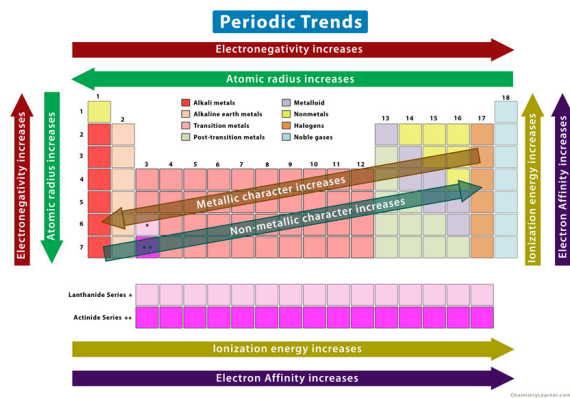 Periodic Trends
Electronegativity increases
Atomic radius increases
Electronegativity increases
Atomic radius increases
1
18
2
13 14 15 16 17
3 4 5 6 7 8 9 10 11 12
1
2
3
4
5
6
7
Alkali metals
Alkaline earth metals
Transition metals
Post-transition metals
Metalloid
Nonmetals
Halogens
Noble gases
Metallic character increases
Non-metallic character increases
*
**
Ionization energy increases
Electron Affinity increases
Lanthanide Series *
Actinide Series **
Ionization energy increases
Electron Affinity increases
ChemistryLearner.com